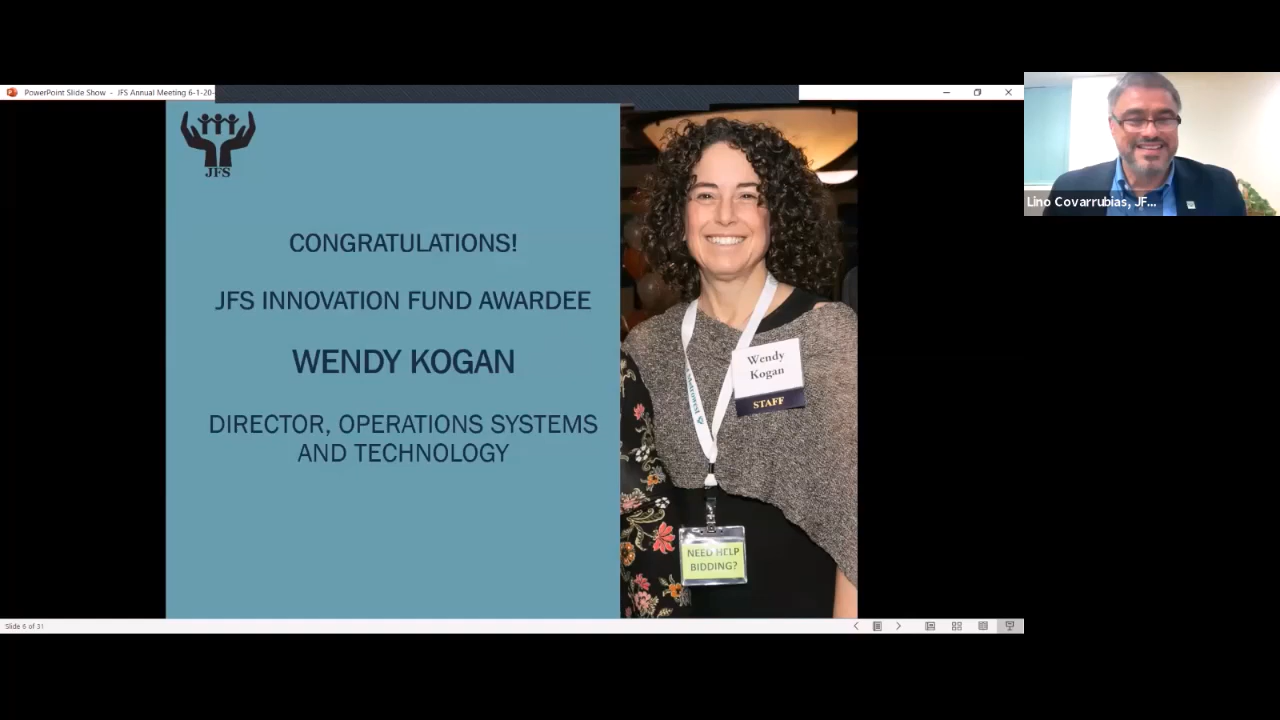 PowerPoint Slide Show - JFS Annual Meeting 6-1-20-
JFS
CONGRATULATIONS!
JFS INNOVATION FUND AWARDEE
WENDY KOGAN
DIRECTOR, OPERATIONS SYSTEMS
AND TECHNOLOGY
Wendy
Kogan
STAFF
Metrowest
NEED HELP
BIDDING?
Lino Covarrubias, JF...
Slide 6 of 31